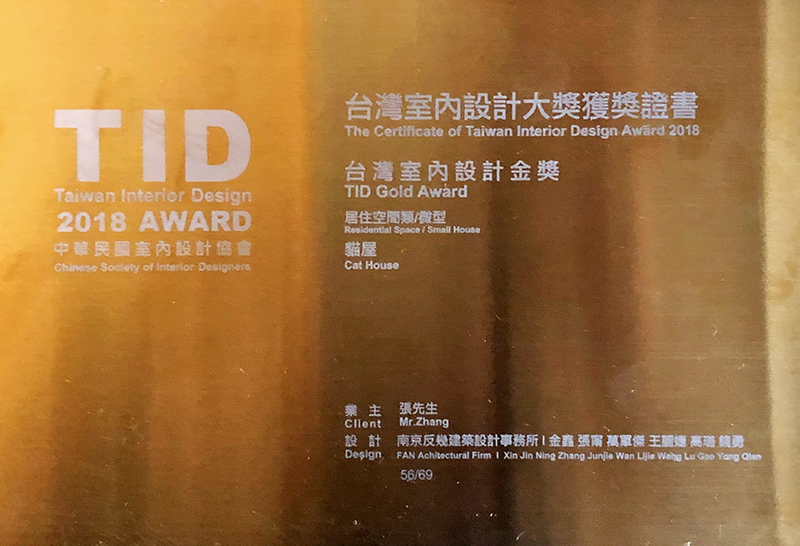 TID
Taiwan Interior Design
2018 AWARD
中華民國室內設計協會
Chinese Society of Interior Designers
台灣室內設計大獎獲獎證書
The Certificate of Taiwan Interior Design Award 2018
台灣室內設計金獎
TID Gold Award
居住空間類/微型
Residential Space / Small House
貓屋
Cat House
業主 張先生
Client Mr.Zhang
設計 南京反幾建築設計事務所 | 金鑫 張甯 萬軍傑 王麗婕 高璐 錢勇
Design FAN Achitectural Firm | Xin Jin Ning Zhang Junjie Wan Lijie Wang Lu Gao Yong Qian
56/69